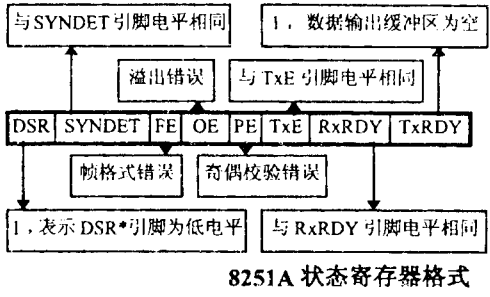 与SYNDET引脚电平相同
1，数据输出缓冲区为空
溢出错误
与TxE引脚电平相同
DSR SYNDET FE OE PE TxE RxRDY TxRDY
帧格式错误
奇偶校验错误
1，表示DSR*引脚为低电平
与RxRDY引脚电平相同
8251A 状态寄存器格式